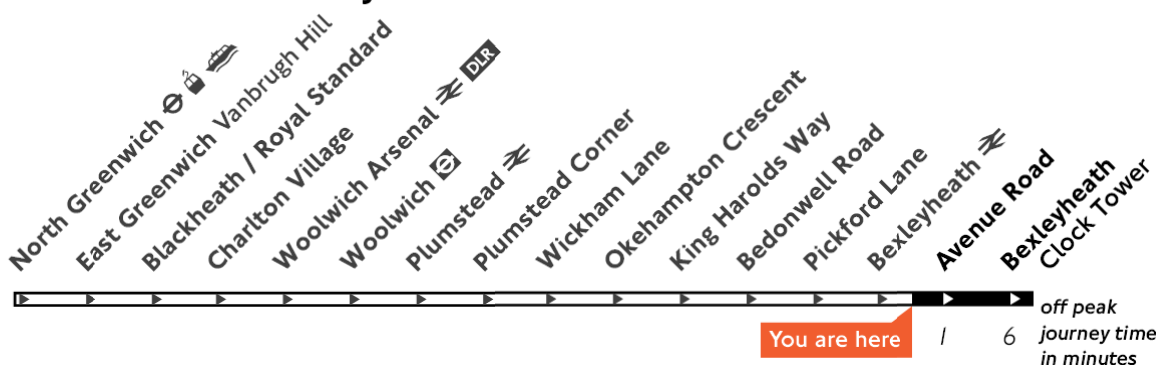 North Greenwich
East Greenwich Vanbrugh Hill
Blackheath / Royal Standard
Charlton Village
Woolwich Arsenal DLR
Woolwich
Plumstead
Plumstead Corner
Wickham Lane
Okehampton Crescent
King Harolds Way
Bedonwell Road
Pickford Lane
Bexleyheath
Avenue Road
Bexleyheath
Clock Tower
You are here
1
6
off peak
journey time
in minutes